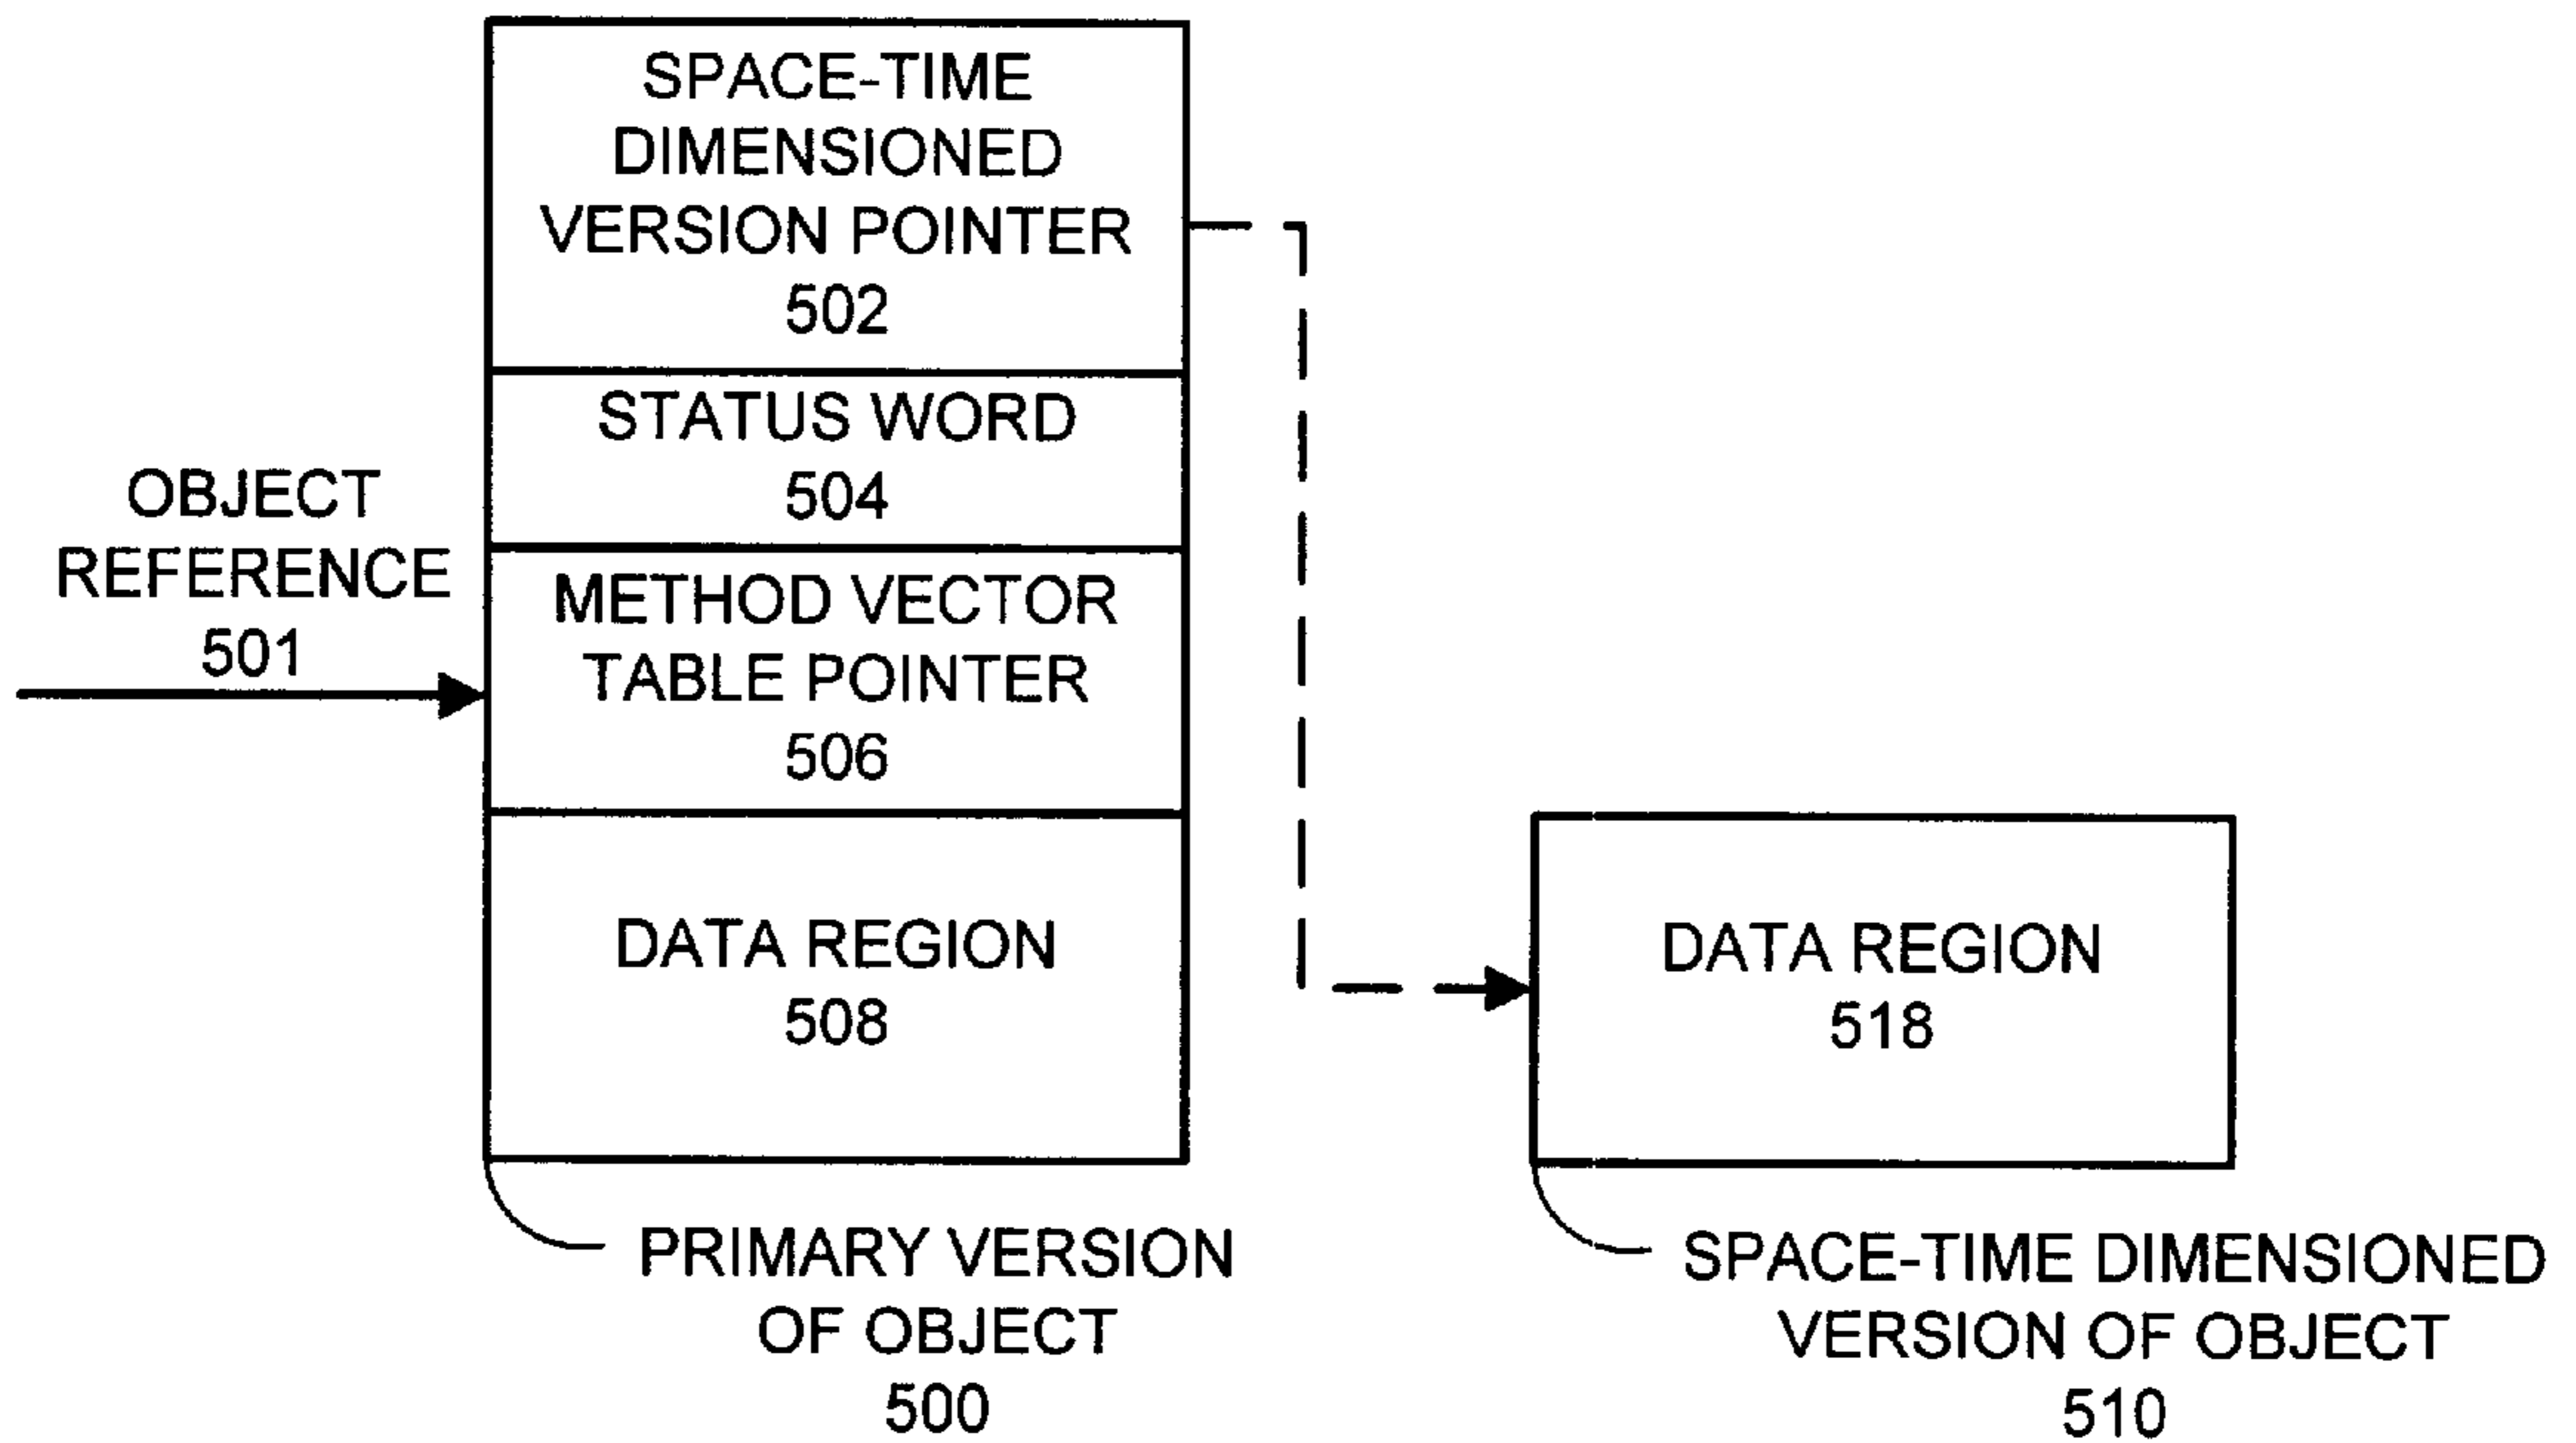 SPACE-TIME
DIMENSIONED
VERSION POINTER
502
STATUS WORD
504
OBJECT
REFERENCE
501
METHOD VECTOR
TABLE POINTER
506
DATA REGION
508
DATA REGION
518
PRIMARY VERSION
OF OBJECT
500
SPACE-TIME DIMENSIONED
VERSION OF OBJECT
510